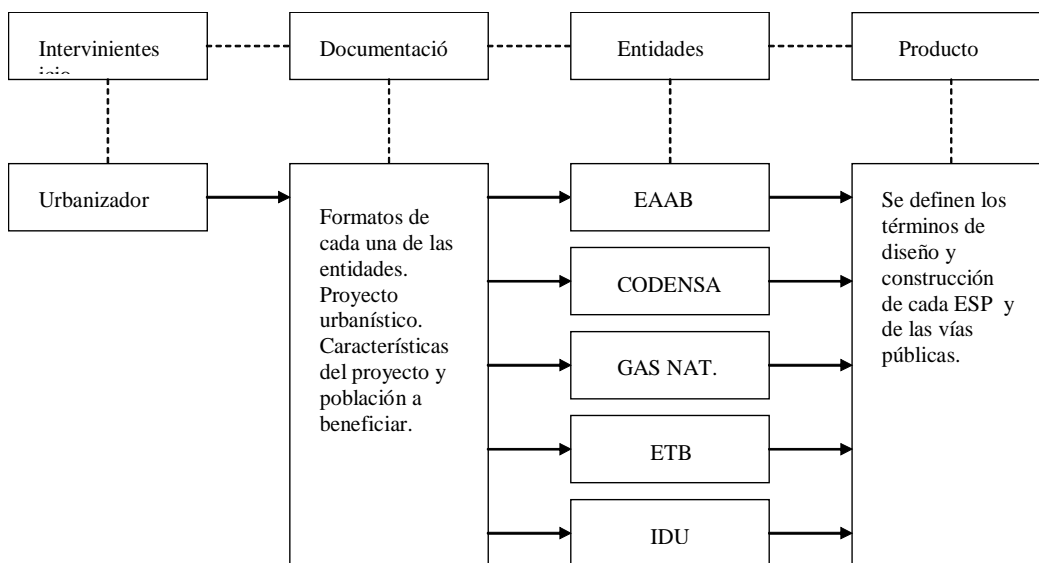 Intervinientes
Documentació
Entidades
Producto
Urbanizador
Formatos de
cada una de las
entidades.
Proyecto
urbanístico.
Características
del proyecto y
población a
beneficiar.
EAAB
CODENSA
GAS NAT.
ETB
IDU
Se definen los
términos de
diseño y
construcción
de cada ESP y
de las vías
públicas.